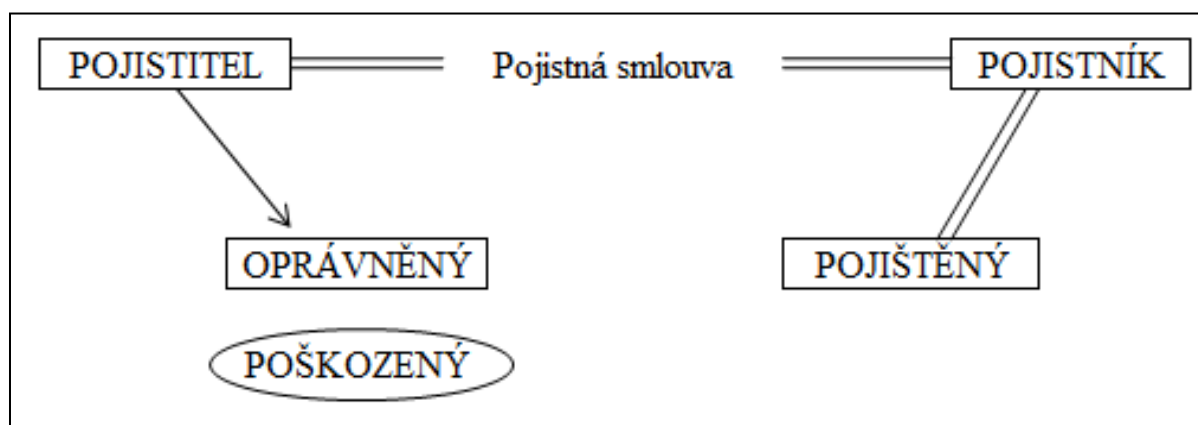 POJISTITEL Pojistná smlouva POJISTNÍK
OPRÁVNĚNÝ POJIŠTĚNÝ
POŠKOZENÝ